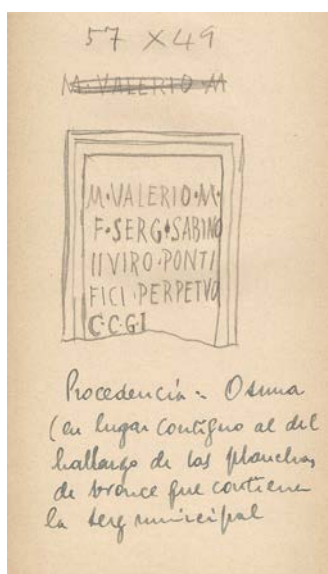 57 x 49
M·VALERIO M
M·VALERIO·M·
F·SERG·SABINO
IIVIRO·PONTI
FICI·PERPETVO
C·C·G·I
Procedencia: Osuna
(en lugar contiguo al del
hallazgo de las planchas
de bronce que contienen
la ley municipal